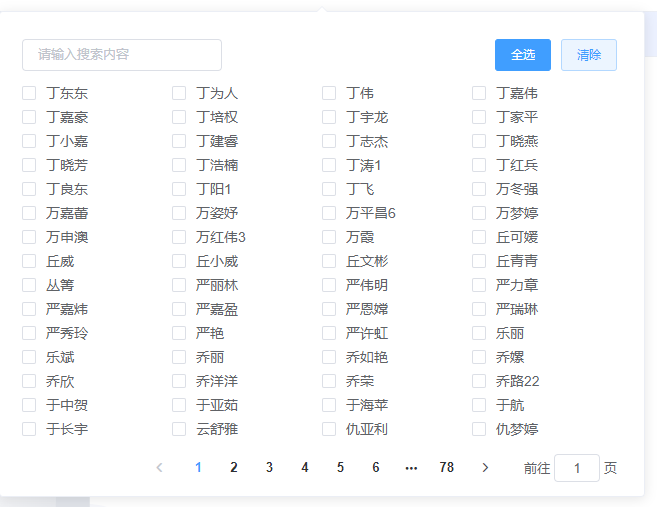 请输入搜索内容 全选 清除
丁东东 丁为人 丁伟 丁嘉伟
丁嘉豪 丁培权 丁宇龙 丁家平
丁小嘉 丁建睿 丁志杰 丁晓燕
丁晓芳 丁浩楠 丁涛1 丁红兵
丁良东 丁阳1 丁飞 万冬强
万嘉蕾 万姿妤 万平昌6 万梦婷
万申澳 万红伟3 万霞 丘可媛
丘威 丘小威 丘文彬 丘青青
丛箐 严丽林 严伟明 严力章
严嘉炜 严嘉盈 严恩嫦 严瑞琳
严秀玲 严艳 严许虹 乐丽
乐斌 乔丽 乔如艳 乔嫘
乔欣 乔洋洋 乔荣 乔路22
于中贺 于亚茹 于海苹 于航
于长宇 云舒雅 仇亚利 仇梦婷
1 2 3 4 5 6 ••• 78 前往 1 页